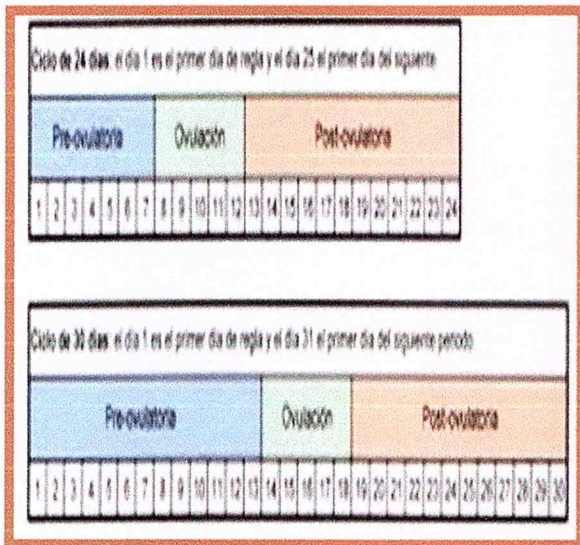 Ciclo de 24 días: el día 1 es el primer día de regla y el día 25 el primer día del siguiente
Pre-ovulatoria Ovulación Post-ovulatoria
1 2 3 4 5 6 7 8 9 10 11 12 13 14 15 16 17 18 19 20 21 22 23 24
Ciclo de 30 días: el día 1 es el primer día de regla y el día 31 el primer día del siguiente periodo
Pre-ovulatoria Ovulación Post-ovulatoria
1 2 3 4 5 6 7 8 9 10 11 12 13 14 15 16 17 18 19 20 21 22 23 24 25 26 27 28 29 30